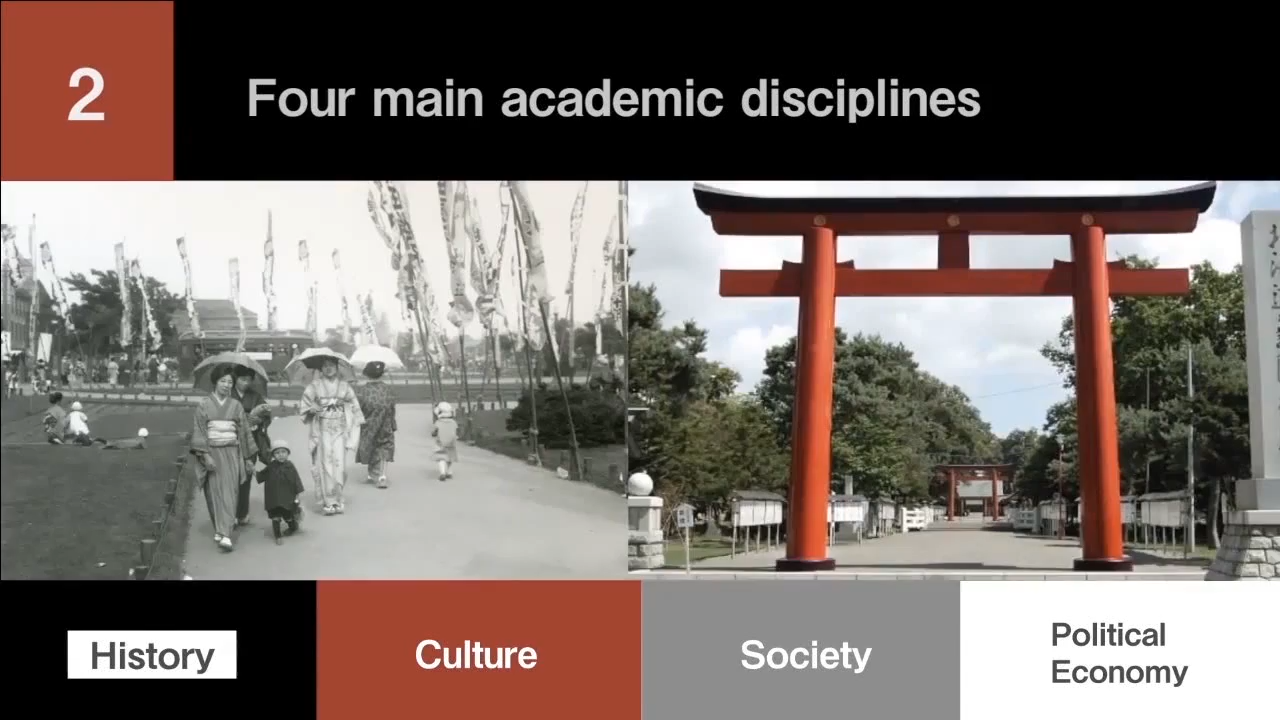 2
Four main academic disciplines
History
Culture
Society
Political
Economy